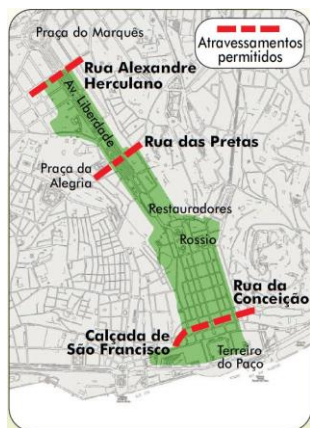 Atravessamentos
permitidos
Praça do Marquês
Rua Alexandre
Herculano
Av. Liberdade
Rua das Pretas
Praça da
Alegria
Restauradores
Rossio
Rua da
Conceição
Calçada de
São Francisco
Terreiro
do Paço